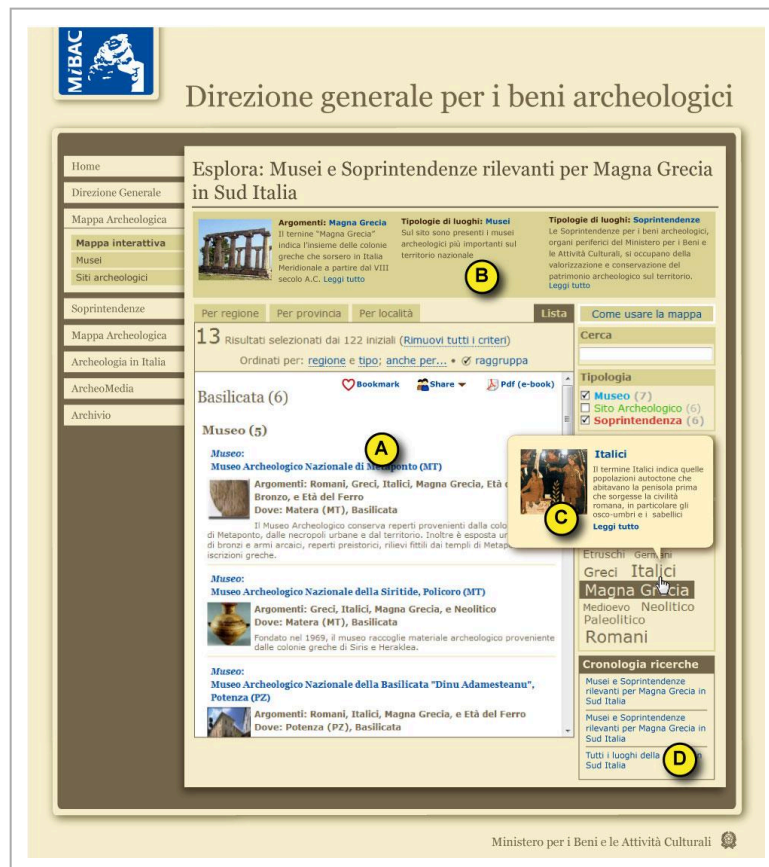 MiBAC
Direzione generale per i beni archeologici
Home
Direzione Generale
Mappa Archeologica
Mappa interattiva
Musei
Siti archeologici
Soprintendenze
Mappa Archeologica
Archeologia in Italia
ArcheoMedia
Archivio
Esplora: Musei e Soprintendenze rilevanti per Magna Grecia
in Sud Italia
Argomenti: Magna Grecia
Il ternine "Magna Grecia"
indica l'insieme delle colonie
greche che sorsero in Italia
Meridionale a partire dal VIII
secolo A.C. Leggi tutto
Tipologie di luoghi: Musei
Sul sito sono presenti i musei
archeologici più importanti sul
territorio nazionale
B
Tipologie di luoghi: Soprintendenze
Le Soprintendenze per i beni archeologici,
organi periferici del Ministero per i Beni e
le Attività Culturali, si occupano della
valorizzazione e conservazione del
patrimonio archeologico sul territorio.
Leggi tutto
Per regione Per provincia Per località Lista
13 Risultati selezionati dai 122 iniziali (Rimuovi tutti i criteri)
Ordinati per: regione e tipo; anche per... • raggruppa
Bookmark Share Pdf (e-book)
Basilicata (6)
Museo (5)
A
Museo:
Museo Archeologico Nazionale di (MT)
Argomenti: Romani, Greci, Italici, Magna Grecia, Età
Bronzo, e Età del Ferro
Dove: Matera (MT), Basilicata
Il Museo Archeologico conserva reperti provenienti dalla
di Metaponto, dalle necropoli urbane e dal territorio. Inoltre è esposta
di bronzi e armi arcaici, reperti preistorici, rilievi fittili dai templi di
iscrizioni greche.
Museo:
Museo Archeologico Nazionale della Siritide, Policoro (MT)
Argomenti: Greci, Italici, Magna Grecia, e Neolitico
Dove: Matera (MT), Basilicata
Fondato nel 1969, il museo raccoglie materiale archeologico proveniente
dalle colonie greche di Siris e Heraklea.
Museo:
Museo Archeologico Nazionale della Basilicata "Dinu Adamesteanu",
Potenza (PZ)
Argomenti: Romani, Italici, Magna Grecia, e Età del Ferro
Dove: Potenza (PZ), Basilicata
Come usare la mappa
Cerca
Tipologia
Museo (7)
Sito Archeologico (6)
Soprintendenza (6)
Italici
Il termine Italici indica quelle
popolazioni autoctone che
abitavano la penisola prima
che sorgesse la civilità
romana, in particolare gli
osco-umbri e i sabellici
Leggi tutto
C
Etruschi Germani
Greci Italici
Magna Grecia
Medioevo Neolitico
Paleolitico
Romani
Cronologia ricerche
Musei e Soprintendenze
rilevanti per Magna Grecia in
Sud Italia
Musei e Soprintendenze
rilevanti per Magna Grecia in
Sud Italia
Tutti i luoghi della in
Sud Italia
D
Ministero per i Beni e le Attività Culturali